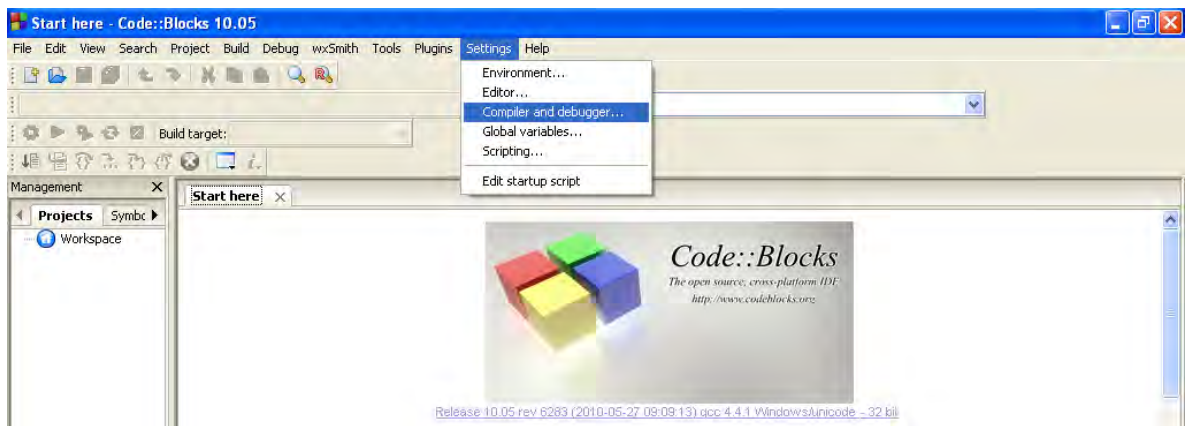 Start here - Code::Blocks 10.05
File Edit View Search Project Build Debug wxSmith Tools Plugins Settings Help
Environment...
Editor...
Compiler and debugger...
Global variables...
Scripting...
Edit startup script
Build target:
Management
Start here
Projects Symbc
Workspace
Code::Blocks
The open source, cross-platform IDE
http://www.codeblocks.org
Release 10.05 rev 6283 (2010-05-27 09:09:13) gcc 4.4.1 Windows/unicode - 32 bit